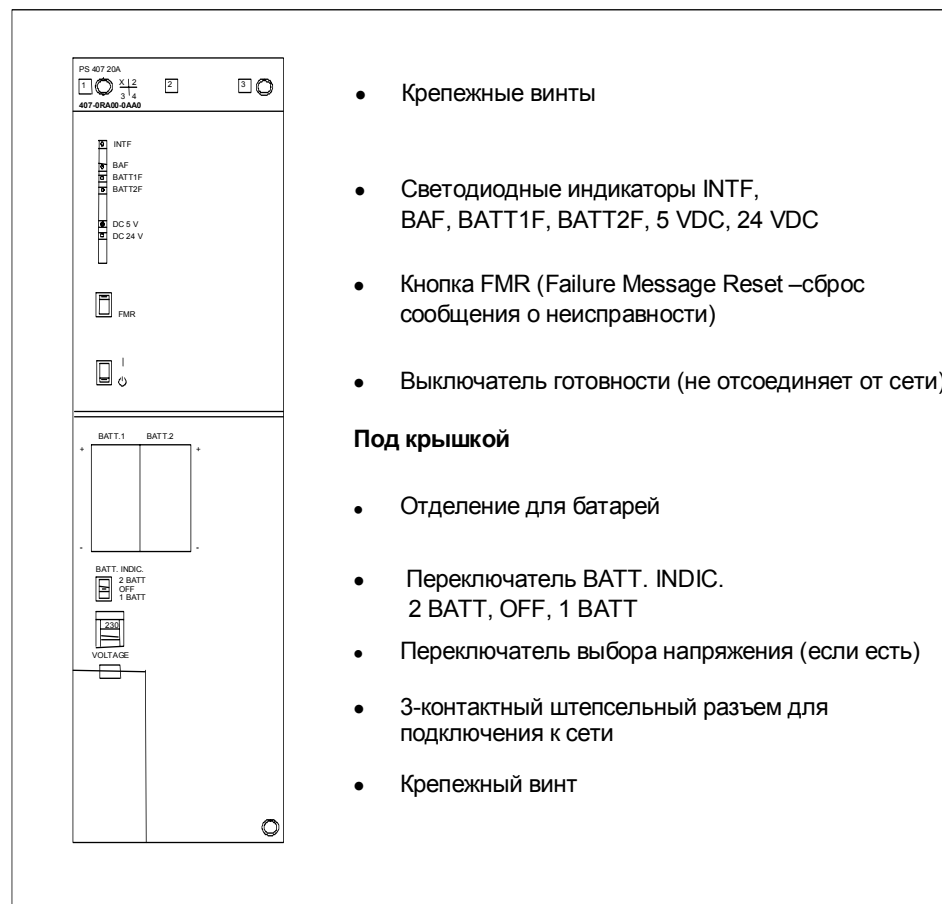 PS 407 20A
1 X 2 2 3
3 4
407-0RA00-0AA0
INTF
BAF
BATT1F
BATT2F
DC 5 V
DC 24 V
FMR
I
BATT.1 BATT.2
+ +
- -
BATT. INDIC.
2 BATT
OFF
1 BATT
230
VOLTAGE
• Крепежные винты
• Светодиодные индикаторы INTF,
BAF, BATT1F, BATT2F, 5 VDC, 24 VDC
• Кнопка FMR (Failure Message Reset –сброс
сообщения о неисправности)
• Выключатель готовности (не отсоединяет от сети)
Под крышкой
• Отделение для батарей
• Переключатель BATT. INDIC.
2 BATT, OFF, 1 BATT
• Переключатель выбора напряжения (если есть)
• 3-контактный штепсельный разъем для
подключения к сети
• Крепежный винт